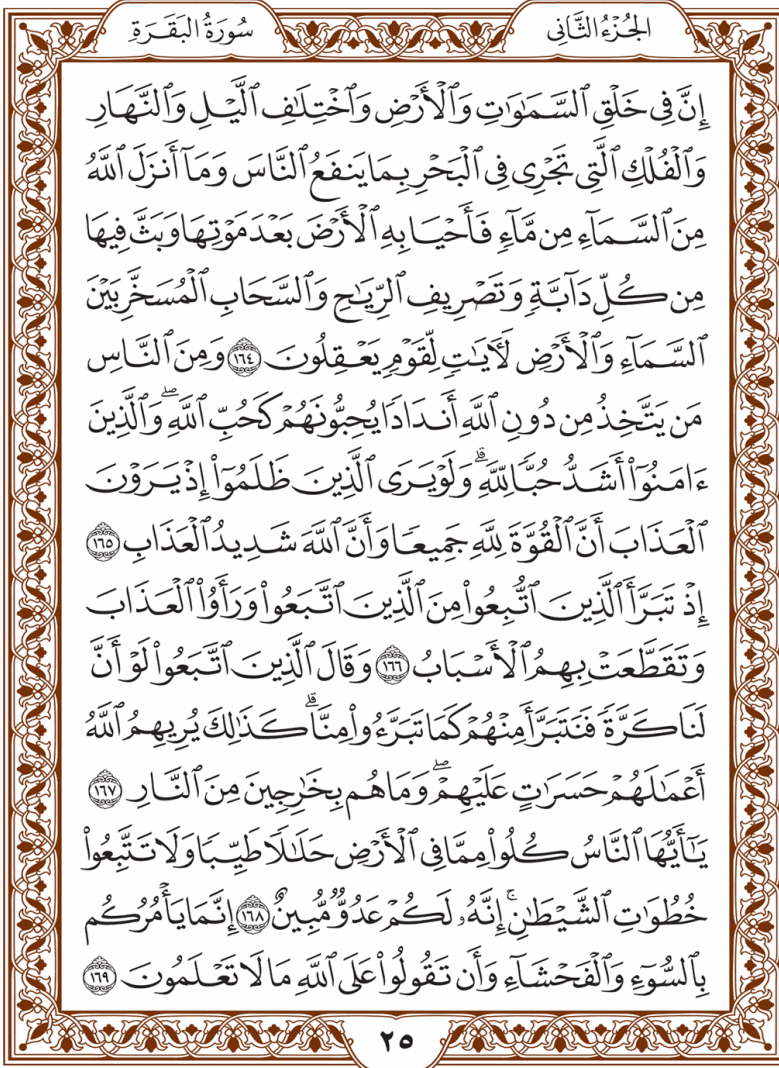 الجُزْءُ الثَّانِى
سُورَةُ البَقَرَةِ
إِنَّ فِى خَلْقِ ٱلسَّمَٰوَٰتِ وَٱلْأَرْضِ وَٱخْتِلَٰفِ ٱلَّيْلِ وَٱلنَّهَارِ
وَٱلْفُلْكِ ٱلَّتِى تَجْرِى فِى ٱلْبَحْرِ بِمَا يَنفَعُ ٱلنَّاسَ وَمَآ أَنزَلَ ٱللَّهُ
مِنَ ٱلسَّمَآءِ مِن مَّآءٍ فَأَحْيَا بِهِ ٱلْأَرْضَ بَعْدَ مَوْتِهَا وَبَثَّ فِيهَا
مِن كُلِّ دَآبَّةٍ وَتَصْرِيفِ ٱلرِّيَٰحِ وَٱلسَّحَابِ ٱلْمُسَخَّرِ بَيْنَ
ٱلسَّمَآءِ وَٱلْأَرْضِ لَءَايَٰتٍ لِّقَوْمٍ يَعْقِلُونَ ١٦٤ وَمِنَ ٱلنَّاسِ
مَن يَتَّخِذُ مِن دُونِ ٱللَّهِ أَندَادًا يُحِبُّونَهُمْ كَحُبِّ ٱللَّهِ ۖ وَٱلَّذِينَ
ءَامَنُوٓا۟ أَشَدُّ حُبًّا لِّلَّهِ ۗ وَلَوْ يَرَى ٱلَّذِينَ ظَلَمُوٓا۟ إِذْ يَرَوْنَ
ٱلْعَذَابَ أَنَّ ٱلْقُوَّةَ لِلَّهِ جَمِيعًا وَأَنَّ ٱللَّهَ شَدِيدُ ٱلْعَذَابِ ١٦٥
إِذْ تَبَرَّأَ ٱلَّذِينَ ٱتُّبِعُوا۟ مِنَ ٱلَّذِينَ ٱتَّبَعُوا۟ وَرَأَوُا۟ ٱلْعَذَابَ
وَتَقَطَّعَتْ بِهِمُ ٱلْأَسْبَابُ ١٦٦ وَقَالَ ٱلَّذِينَ ٱتَّبَعُوا۟ لَوْ أَنَّ
لَنَا كَرَّةً فَنَتَبَرَّأَ مِنْهُمْ كَمَا تَبَرَّءُوا۟ مِنَّا ۗ كَذَٰلِكَ يُرِيهِمُ ٱللَّهُ
أَعْمَٰلَهُمْ حَسَرَٰتٍ عَلَيْهِمْ ۖ وَمَا هُم بِخَٰرِجِينَ مِنَ ٱلنَّارِ ١٦٧
يَٰٓأَيُّهَا ٱلنَّاسُ كُلُوا۟ مِمَّا فِى ٱلْأَرْضِ حَلَٰلًا طَيِّبًا وَلَا تَتَّبِعُوا۟
خُطُوَٰتِ ٱلشَّيْطَٰنِ ۚ إِنَّهُۥ لَكُمْ عَدُوٌّ مُّبِينٌ ١٦٨ إِنَّمَا يَأْمُرُكُم
بِٱلسُّوٓءِ وَٱلْفَحْشَآءِ وَأَن تَقُولُوا۟ عَلَى ٱللَّهِ مَا لَا تَعْلَمُونَ ١٦٩
٢٥